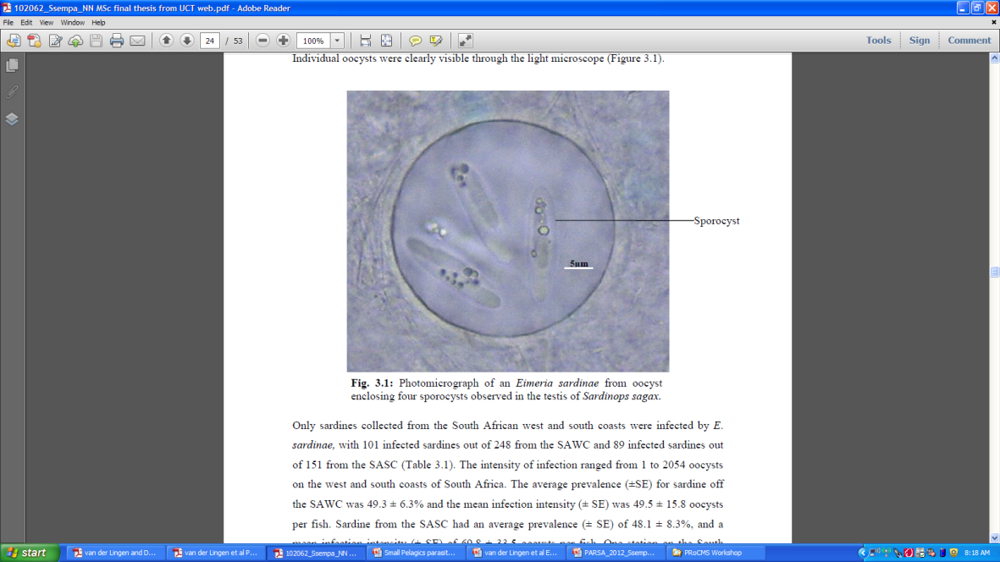 102062_Ssempa_NN MSc final thesis from UCT web.pdf - Adobe Reader
File Edit View Window Help
24 / 53 100% Tools Sign Comment
Individual oocysts were clearly visible through the light microscope (Figure 3.1).
Sporocyst
5µm
Fig. 3.1: Photomicrograph of an Eimeria sardinae from oocyst
enclosing four sporocysts observed in the testis of Sardinops sagax.
Only sardines collected from the South African west and south coasts were infected by E.
sardinae, with 101 infected sardines out of 248 from the SAWC and 89 infected sardines out
of 151 from the SASC (Table 3.1). The intensity of infection ranged from 1 to 2054 oocysts
on the west and south coasts of South Africa. The average prevalence (±SE) for sardine off
the SAWC was 49.3 ± 6.3% and the mean infection intensity (± SE) was 49.5 ± 15.8 oocysts
per fish. Sardine from the SASC had an average prevalence (± SE) of 48.1 ± 8.3%, and a
mean infection intensity (± SE) of 69.8 ± 33.5 oocysts per fish. One station on the South
start van der Lingen and D... van der Lingen et al P... 102062_Ssempa_NN ... Small Pelagics parasit... van der Lingen et al E... PARSA_2012_Ssemp... PRoCMS Workshop 8:18 AM